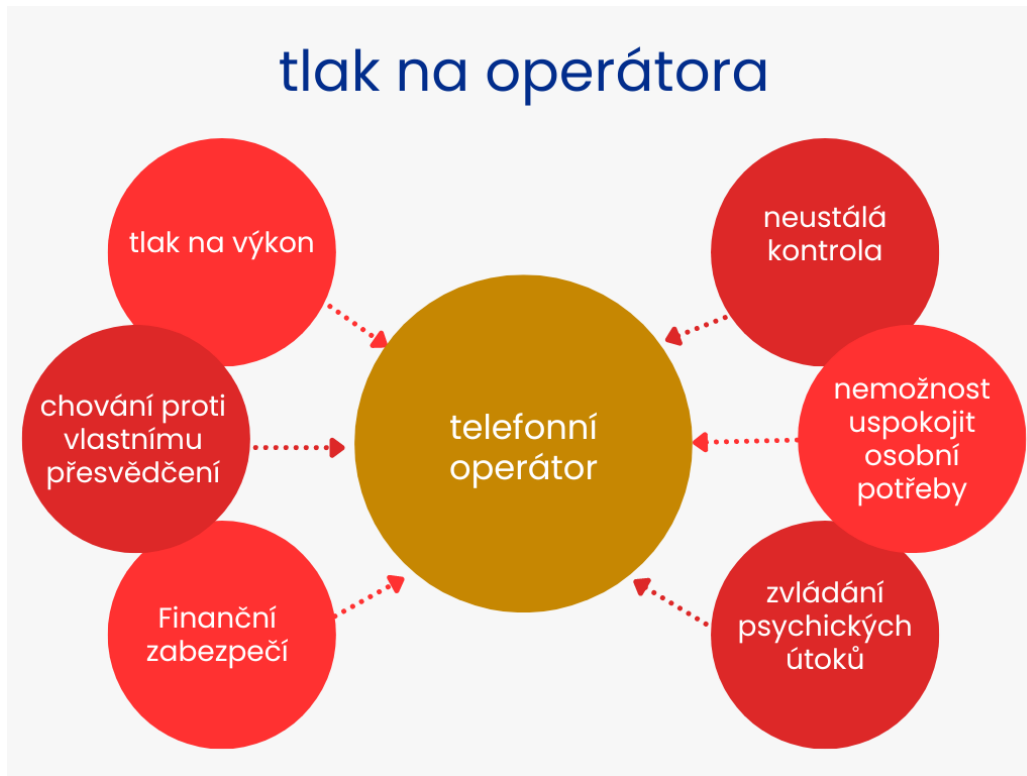 tlak na operátora
tlak na výkon
chování proti
vlastnímu
přesvědčení
Finanční
zabezpečí
telefonní
operátor
neustálá
kontrola
nemožnost
uspokojit
osobní
potřeby
zvládání
psychických
útoků